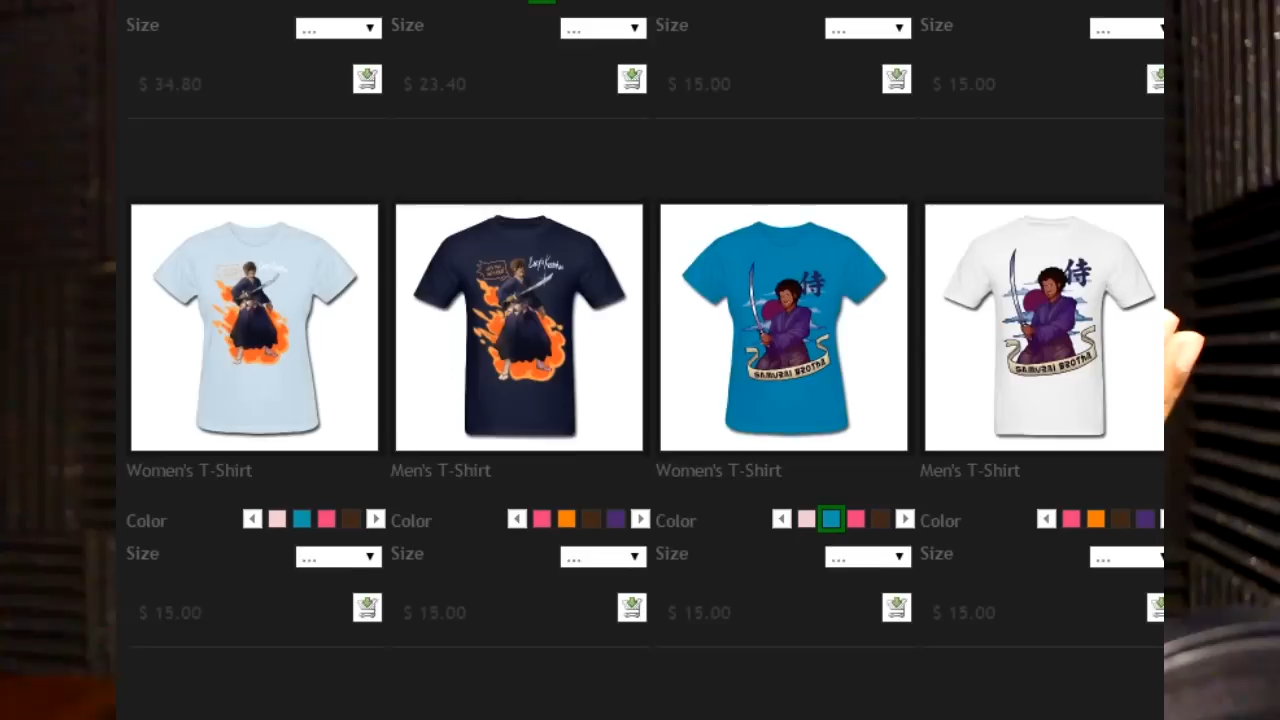 Size ... Size ... Size ... Size ...
$ 34.80 $ 23.40 $ 15.00 $ 15.00
侍 侍
SAMURAI BROTHA SAMURAI BROTHA
Women's T-Shirt Men's T-Shirt Women's T-Shirt Men's T-Shirt
Color Color Color Color
Size ... Size ... Size ... Size ...
$ 15.00 $ 15.00 $ 15.00 $ 15.00